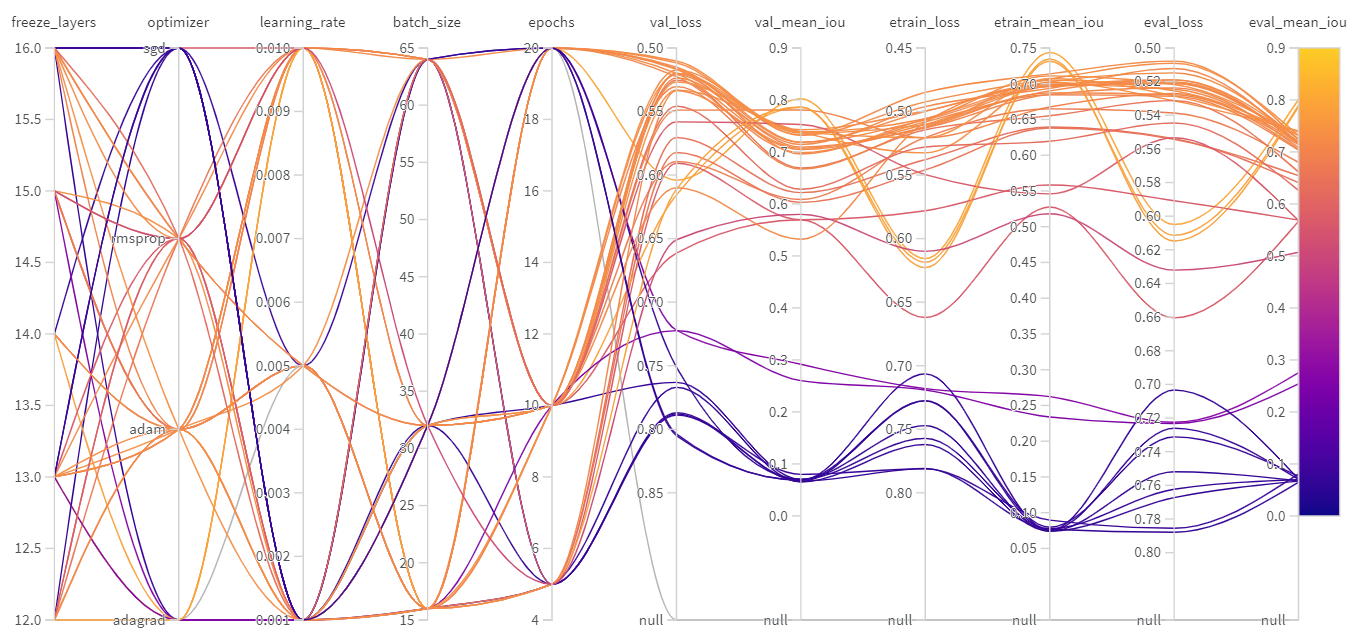 freeze_layers optimizer learning_rate batch_size epochs val_loss val_mean_iou etrain_loss etrain_mean_iou eval_loss eval_mean_iou
16.0 sgd 0.010 65 20 0.50 0.9 0.45 0.75 0.50 0.9
0.52
0.70
60 0.55 0.8 0.50 0.54 0.8
15.5 0.009 18 0.65
0.56
55 0.7 0.58 0.7
15.0 0.008 16 0.60 0.55 0.60
0.55 0.60
50 0.6 0.6
14.5 rmsprop 0.007 14 0.65 0.60 0.50 0.62
45 0.5 0.45 0.64 0.5
14.0 0.006 12 0.70 0.65 0.40 0.66
40 0.4 0.35 0.68 0.4
0.005 0.75 0.3 0.70 0.30 0.70 0.3
13.5 35 10 0.25 0.72
adam 0.004 30 0.80 0.2 0.75 0.20 0.74 0.2
13.0 8 0.1 0.15 0.76 0.1
0.003 25 0.85 0.0 0.80 0.10 0.78 0.0
12.5 0.002 20 6 0.05 0.80
12.0 adagrad 0.001 15 4 null null null null null null